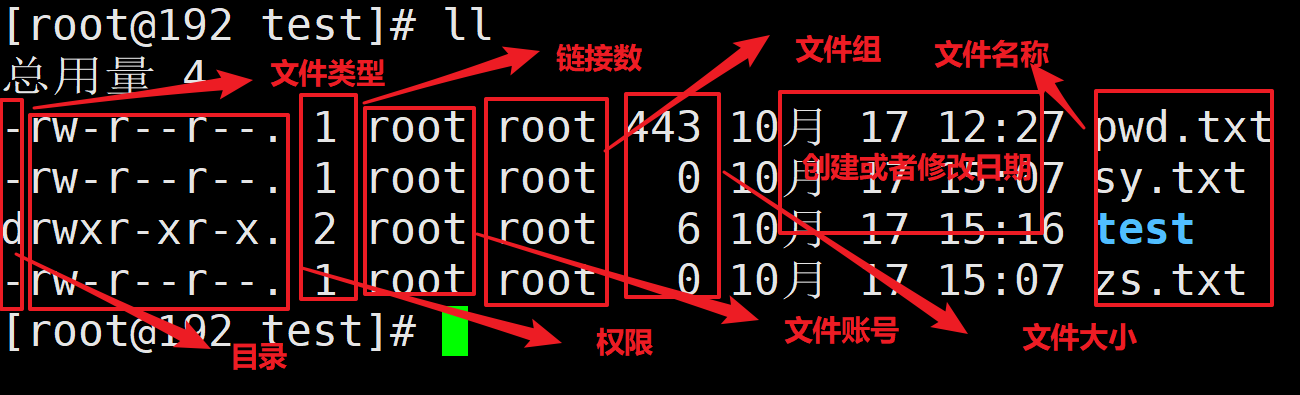 [root@192 test]# ll
总用量 4
文件类型
链接数
文件组
文件名称
-rw-r--r--. 1 root root 443 10月 17 12:27 pwd.txt
创建或者修改日期
-rw-r--r--. 1 root root 0 10月 17 15:07 sy.txt
drwxr-xr-x. 2 root root 6 10月 17 15:16 test
-rw-r--r--. 1 root root 0 10月 17 15:07 zs.txt
[root@192 test]#
目录
权限
文件账号
文件大小